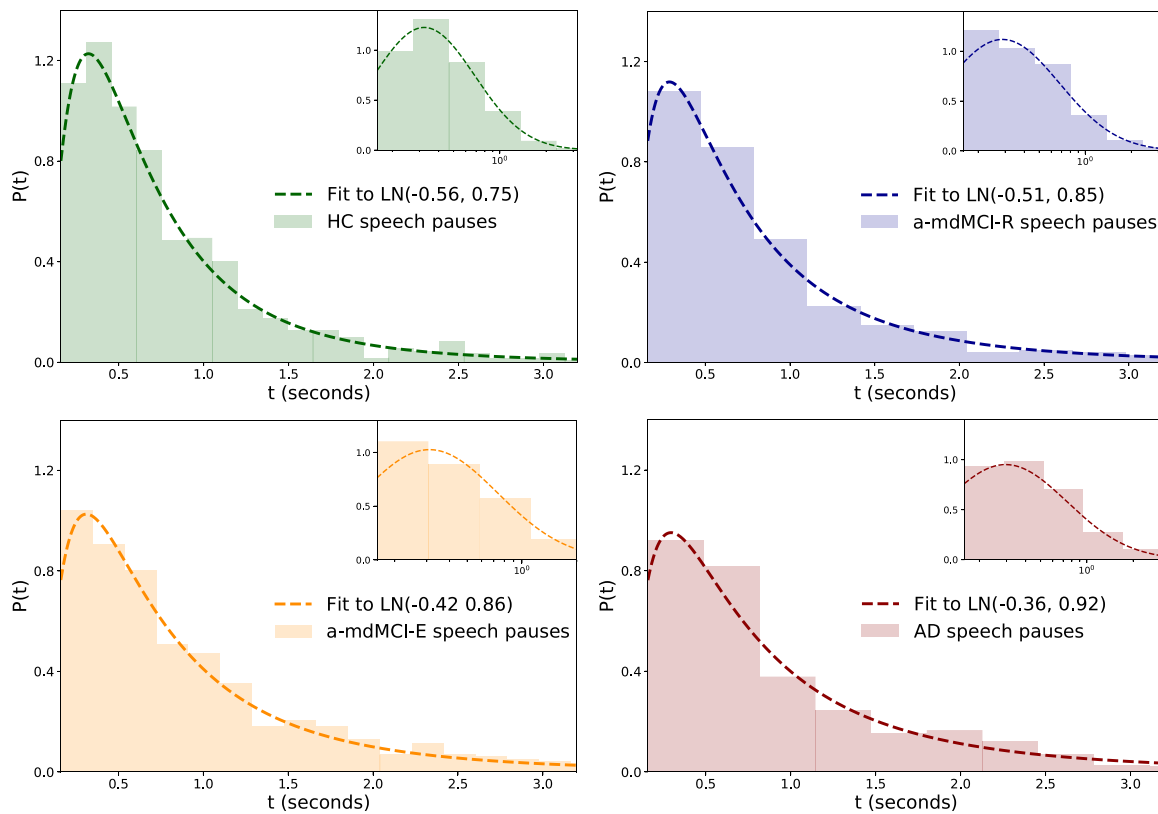 1.0
0.5
0.0
10⁰
P(t)
1.2
0.8
0.4
0.0
Fit to LN(-0.56, 0.75)
HC speech pauses
0.5 1.0 1.5 2.0 2.5 3.0
t (seconds)
1.0
0.5
0.0
10⁰
P(t)
1.2
0.8
0.4
0.0
Fit to LN(-0.51, 0.85)
a-mdMCI-R speech pauses
0.5 1.0 1.5 2.0 2.5 3.0
t (seconds)
1.0
0.5
0.0
10⁰
P(t)
1.2
0.8
0.4
0.0
Fit to LN(-0.42 0.86)
a-mdMCI-E speech pauses
0.5 1.0 1.5 2.0 2.5 3.0
t (seconds)
1.0
0.5
0.0
10⁰
P(t)
1.2
0.8
0.4
0.0
Fit to LN(-0.36, 0.92)
AD speech pauses
0.5 1.0 1.5 2.0 2.5 3.0
t (seconds)